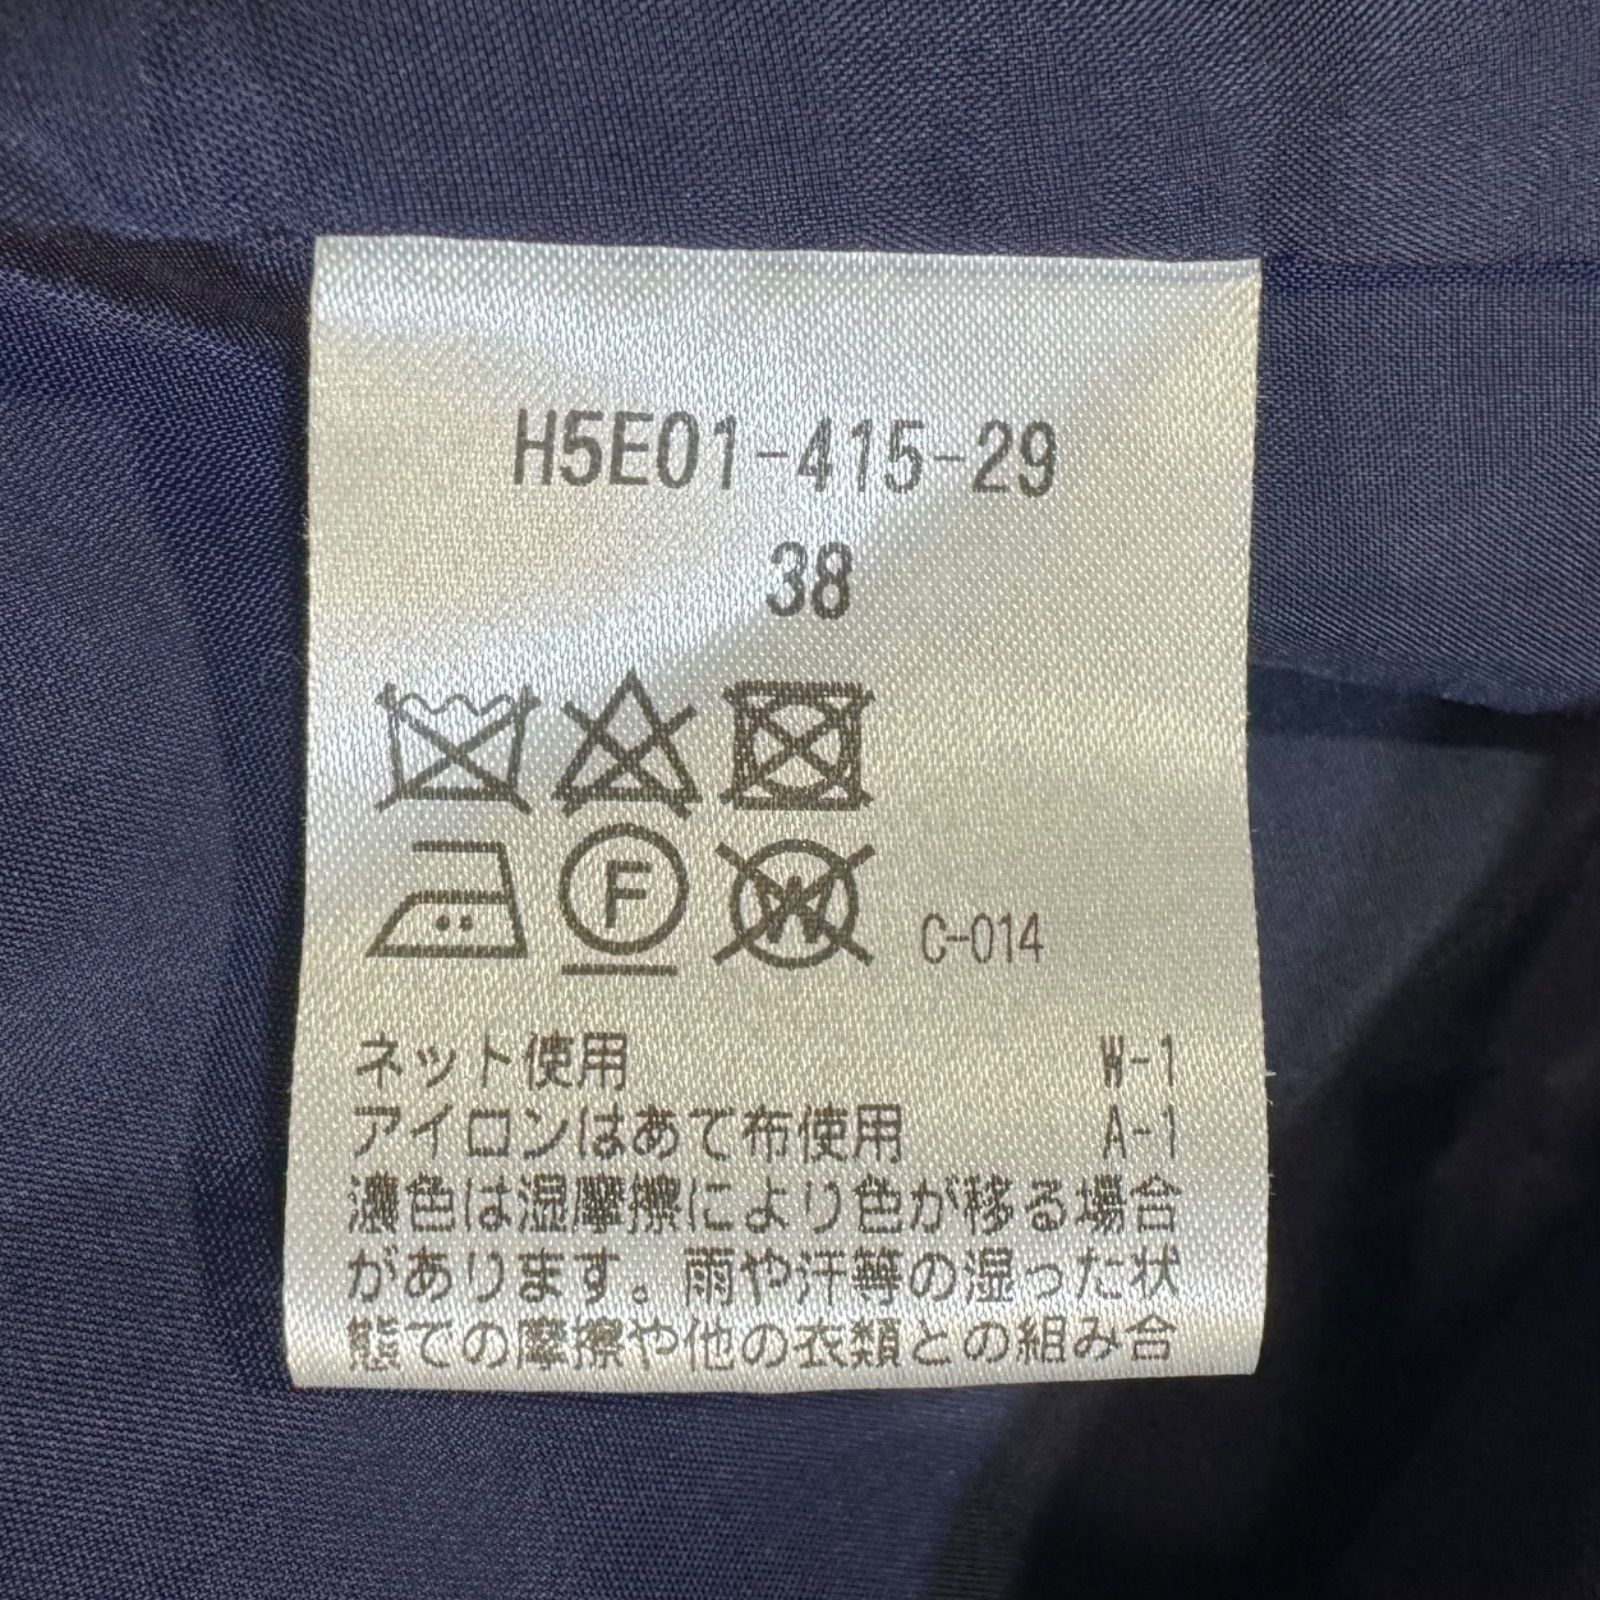 H5E01-415-29
38
F
W
C-014
ネット使用 W-1
アイロンはあて布使用 A-1
濃色は湿摩擦により色が移る場合
があります。雨や汗等の湿った状
態での摩擦や他の衣類との組み合